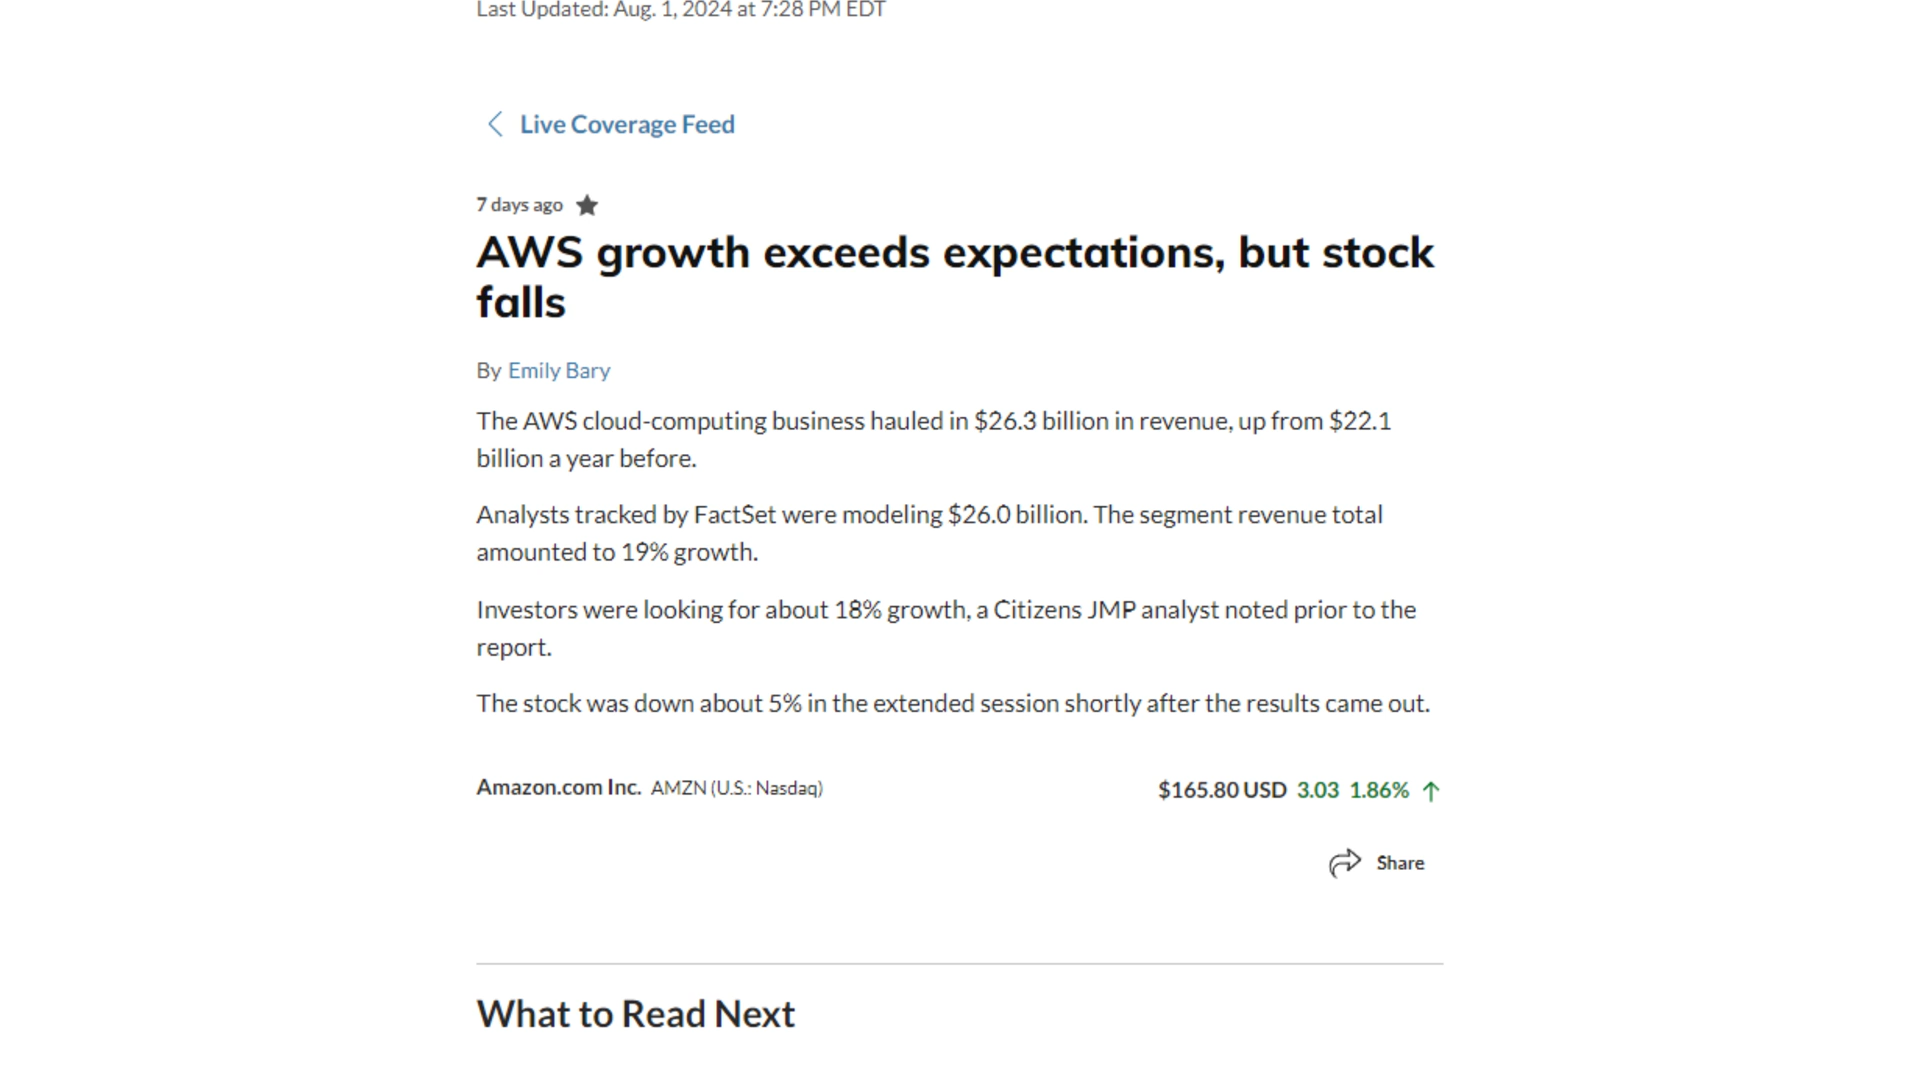 Last Updated: Aug. 1, 2024 at 7:28 PM EDT
Live Coverage Feed
7 days ago
AWS growth exceeds expectations, but stock
falls
By Emily Bary
The AWS cloud-computing business hauled in $26.3 billion in revenue, up from $22.1
billion a year before.
Analysts tracked by FactSet were modeling $26.0 billion. The segment revenue total
amounted to 19% growth.
Investors were looking for about 18% growth, a Citizens JMP analyst noted prior to the
report.
The stock was down about 5% in the extended session shortly after the results came out.
Amazon.com Inc. AMZN (U.S.: Nasdaq) $165.80 USD 3.03 1.86%
Share
What to Read Next